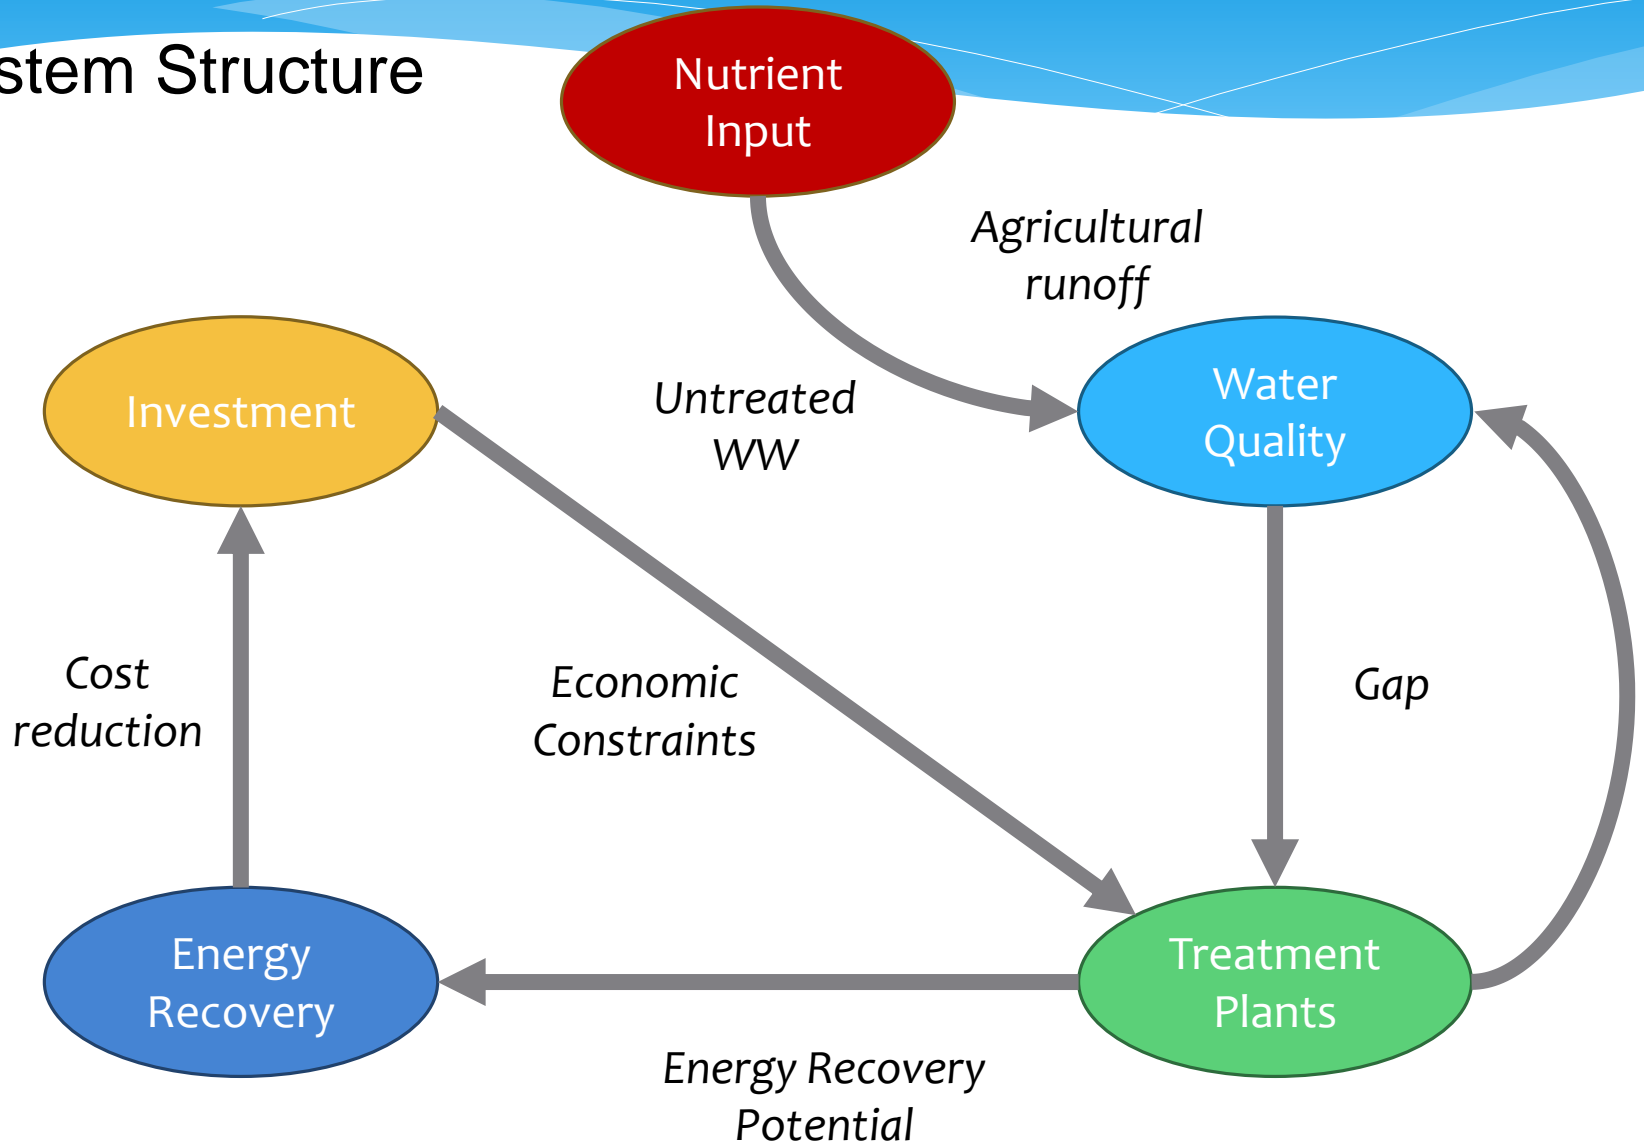 stem Structure
Nutrient
Input
Agricultural
runoff
Untreated
WW
Water
Quality
Investment
Cost
reduction
Economic
Constraints
Gap
Energy
Recovery
Treatment
Plants
Energy Recovery
Potential